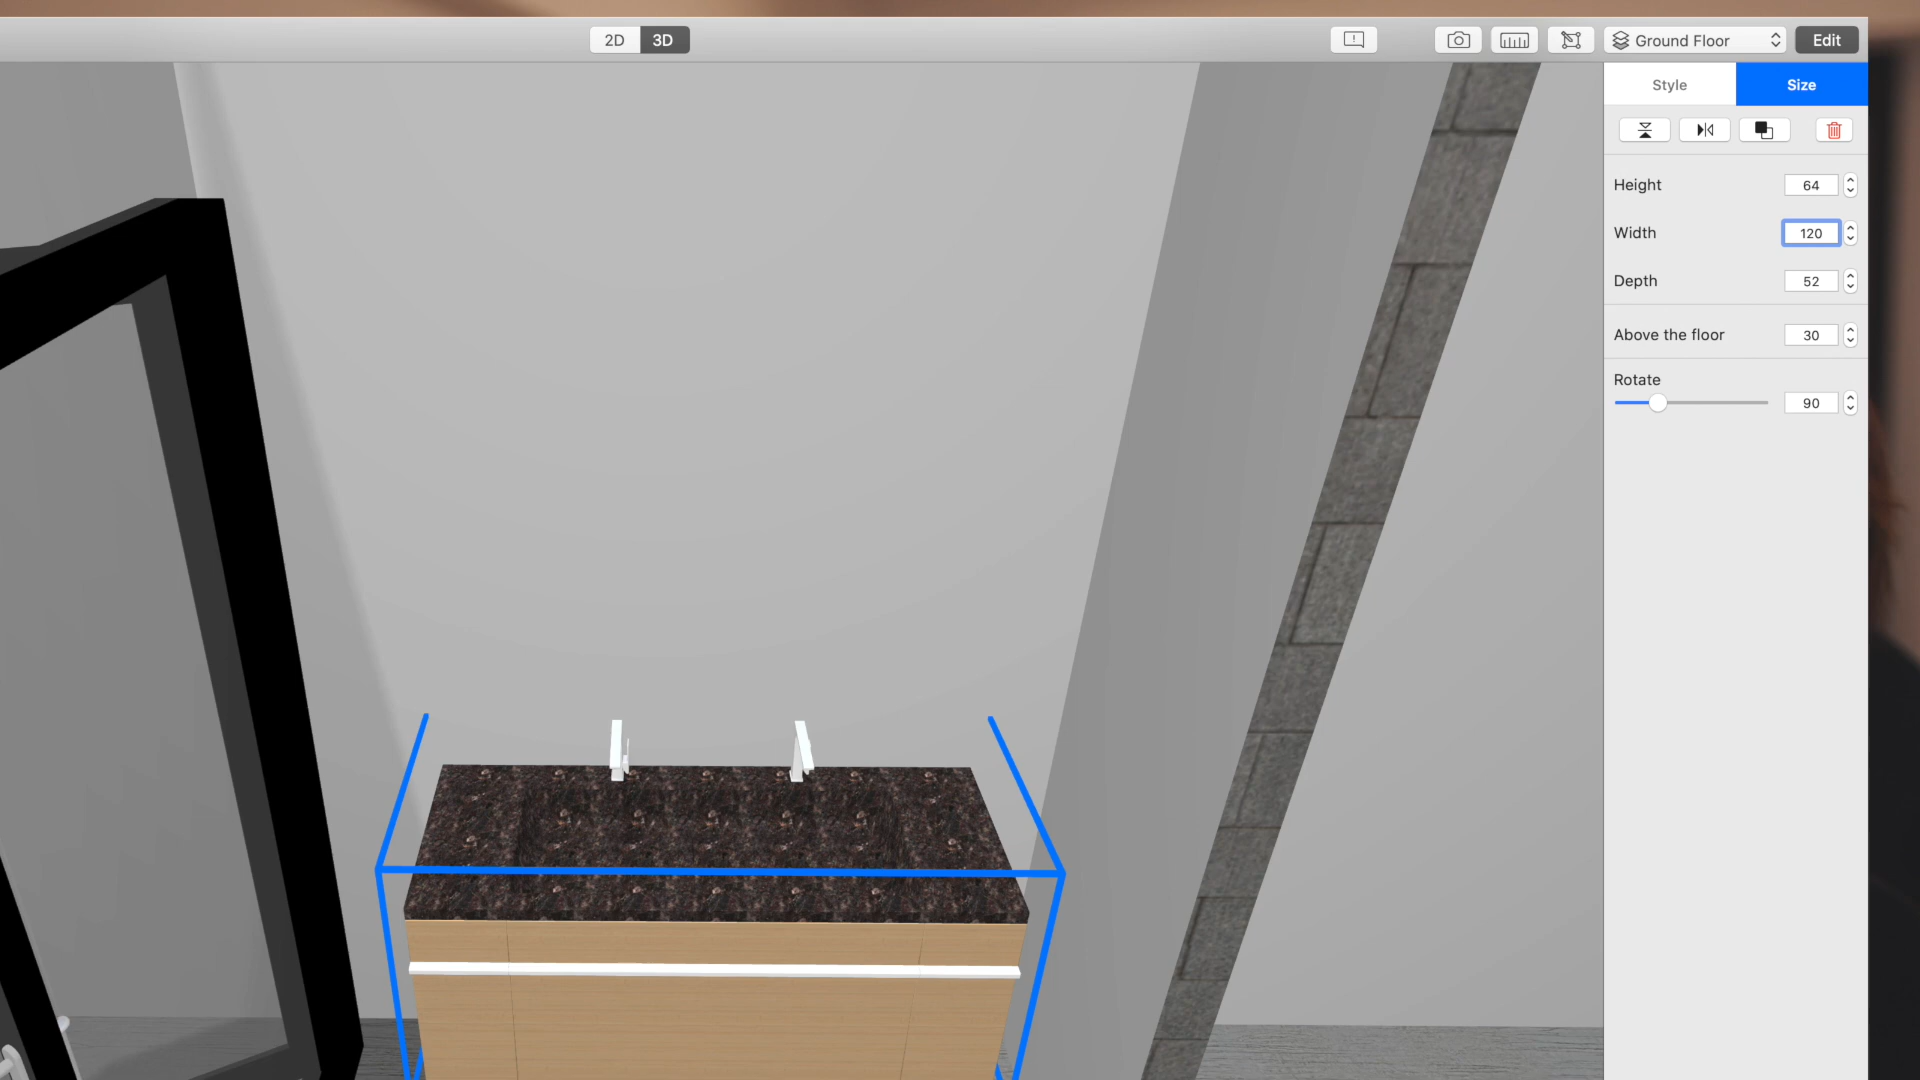 2D
3D
Ground Floor
Edit
Style
Size
Height
64
Width
120
Depth
52
Above the floor
30
Rotate
90